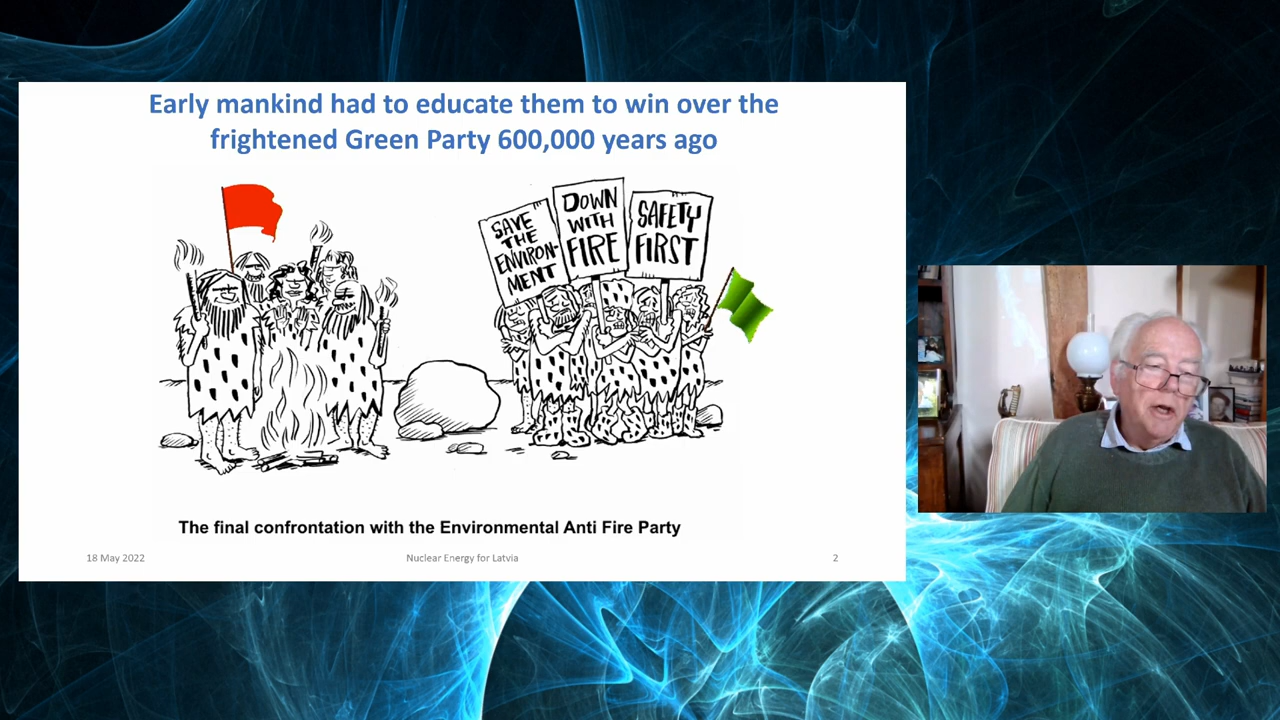 Early mankind had to educate them to win over the
frightened Green Party 600,000 years ago
SAVE
THE
ENVIRON-
MENT
DOWN
WITH
FIRE
SAFETY
FIRST
The final confrontation with the Environmental Anti Fire Party
18 May 2022
Nuclear Energy for Latvia
2